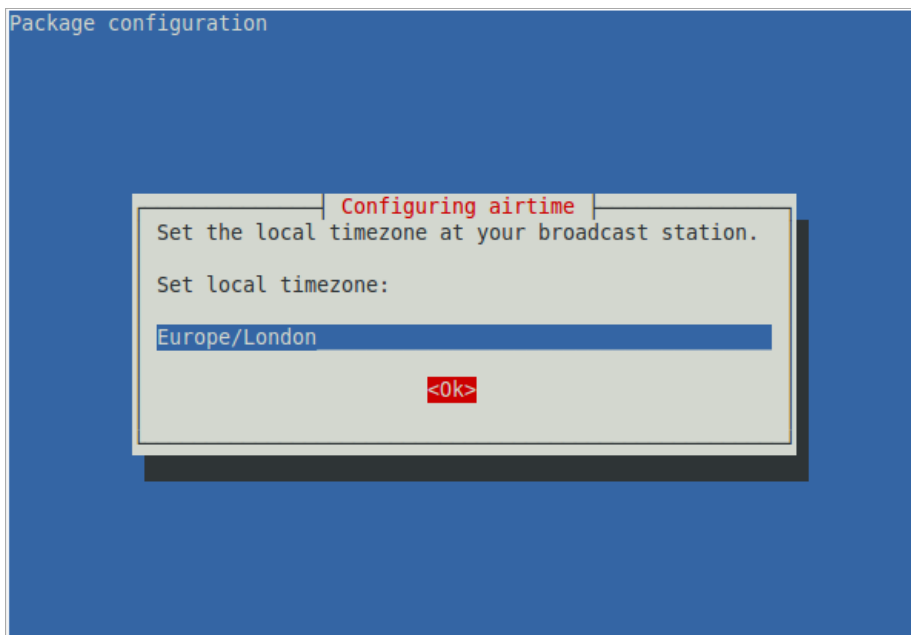 Package configuration
Configuring airtime
Set the local timezone at your broadcast station.
Set local timezone:
Europe/London
<Ok>